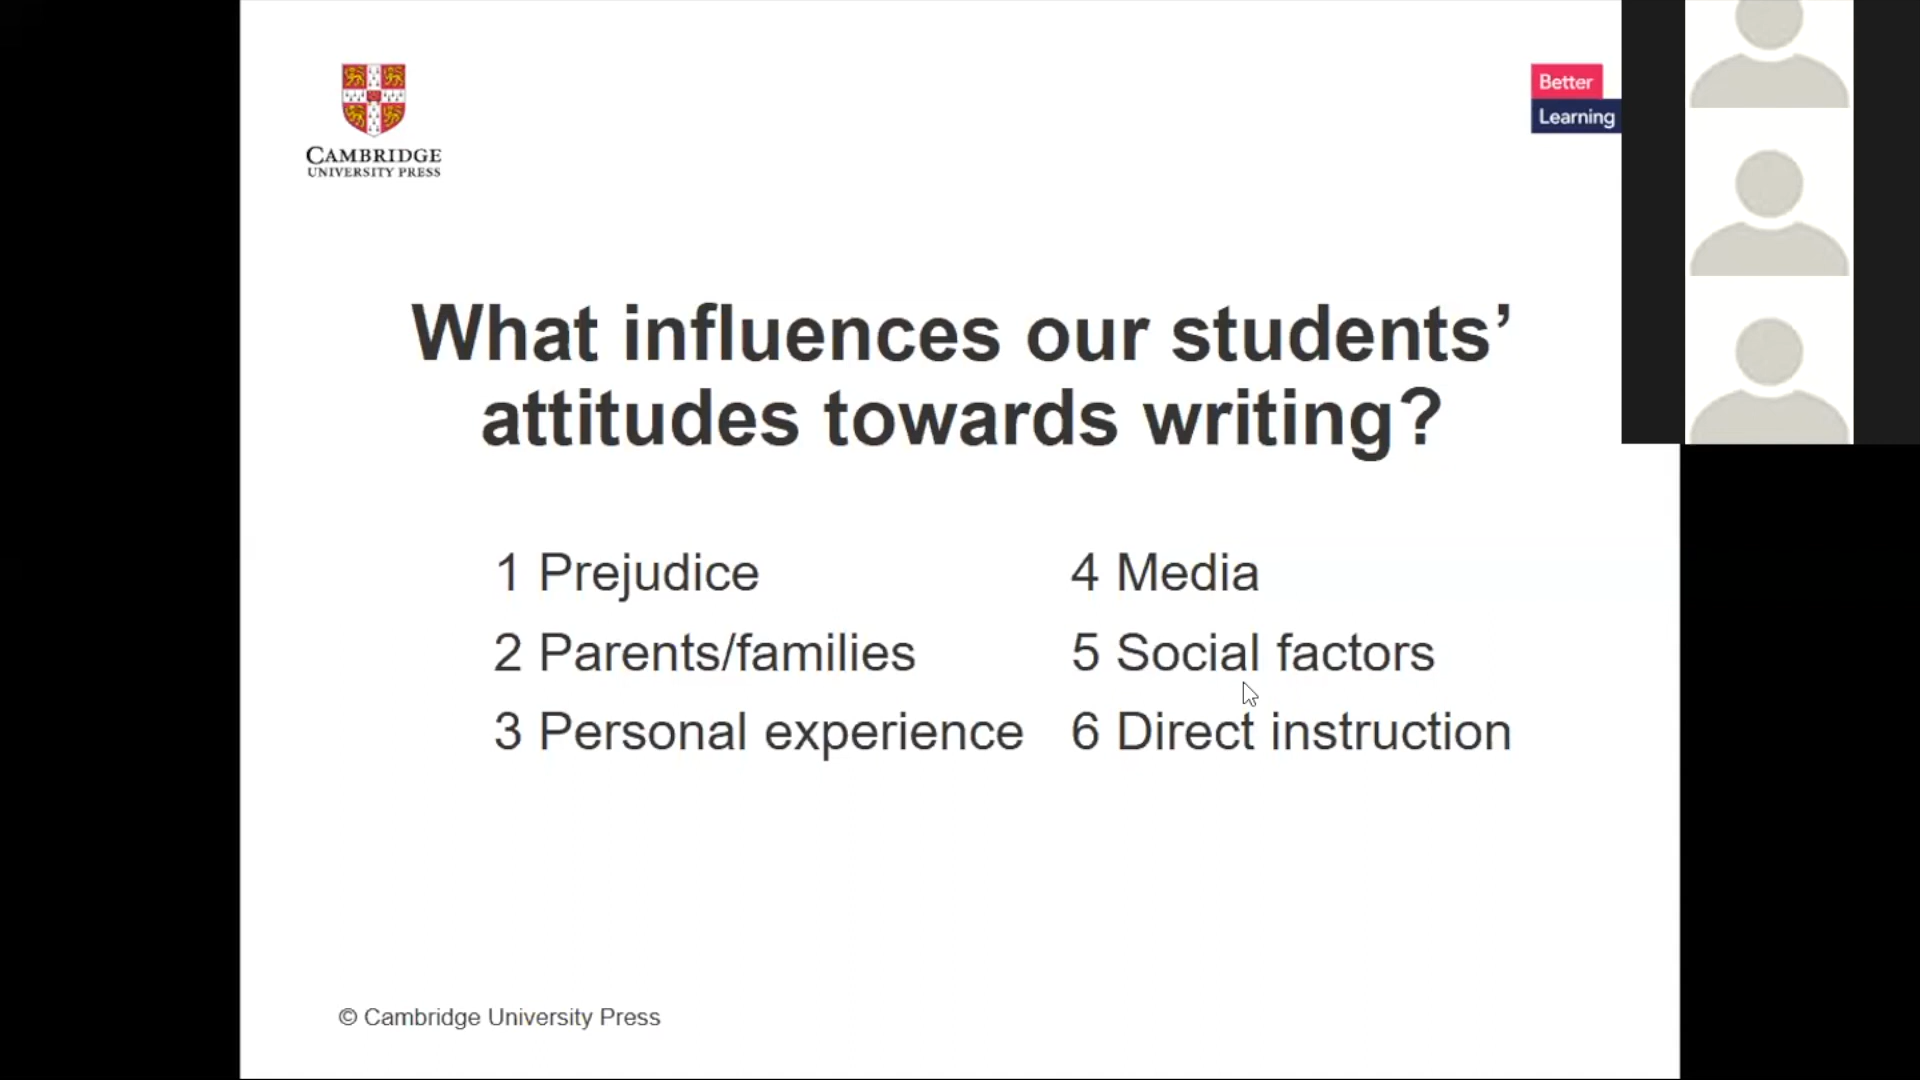 CAMBRIDGE
UNIVERSITY PRESS
Better
Learning
What influences our students’
attitudes towards writing?
1 Prejudice
2 Parents/families
3 Personal experience
4 Media
5 Social factors
6 Direct instruction
© Cambridge University Press